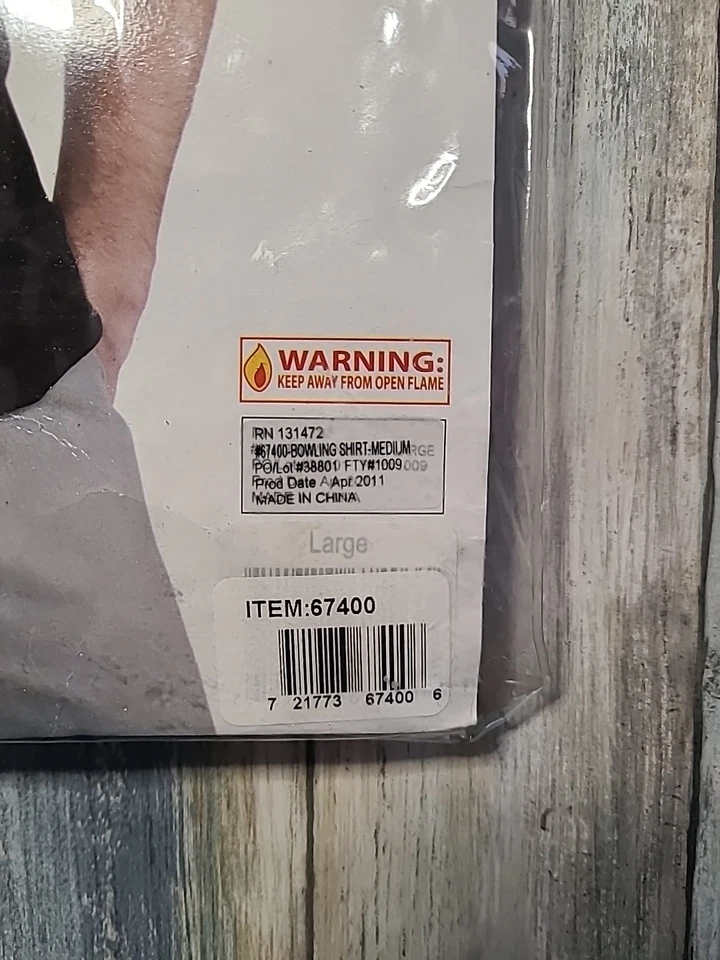 WARNING:
KEEP AWAY FROM OPEN FLAME
RN 131472
#67400-BOWLING SHIRT-MEDIUM
PO/Lot #38801 FTY#1009
Prod Date Apr 2011
MADE IN CHINA
Large
ITEM:67400
7 21773 67400 6